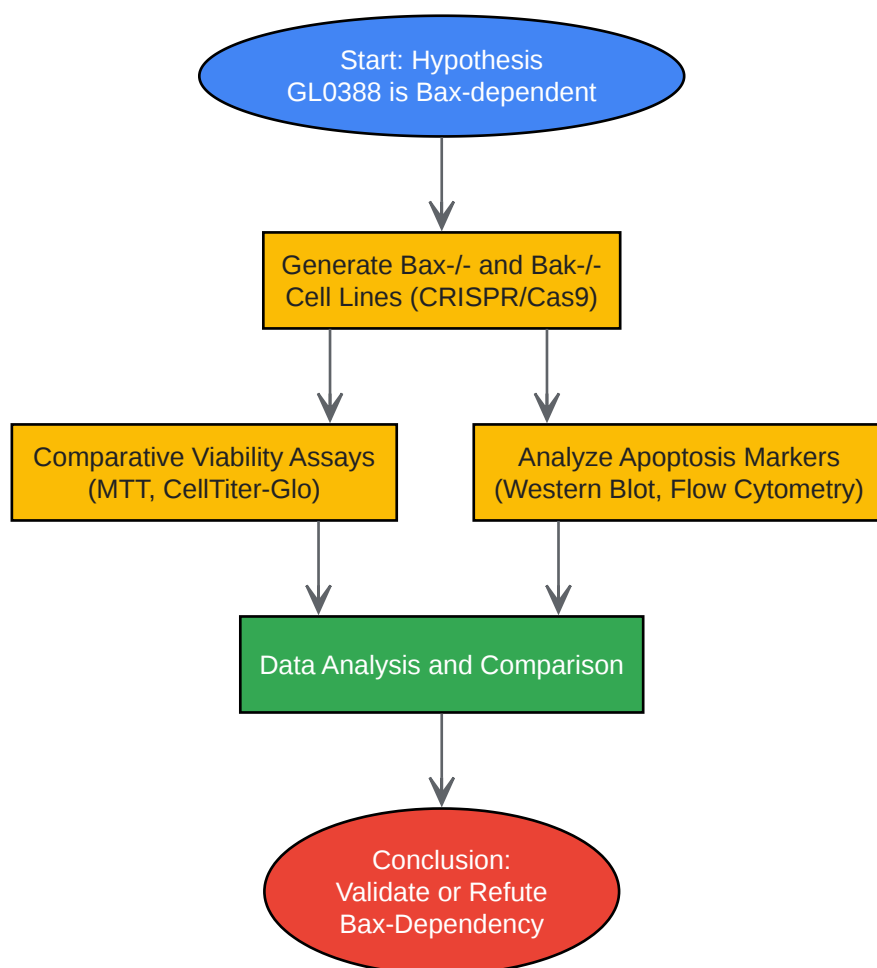 Start: Hypothesis
GL0388 is Bax-dependent
Generate Bax-/- and Bak-/-
Cell Lines (CRISPR/Cas9)
Comparative Viability Assays
(MTT, CellTiter-Glo)
Analyze Apoptosis Markers
(Western Blot, Flow Cytometry)
Data Analysis and Comparison
Conclusion:
Validate or Refute
Bax-Dependency